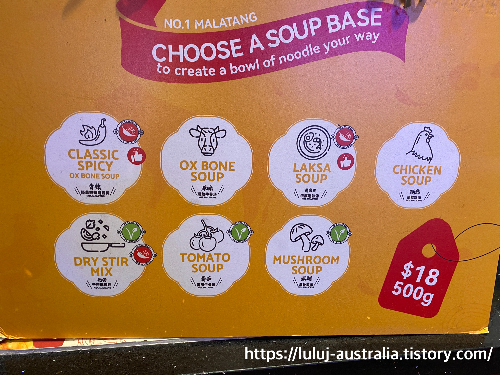 NO.1 MALATANG
CHOOSE A SOUP BASE
to create a bowl of noodle your way
CLASSIC
SPICY
OX BONE SOUP
OX BONE
SOUP
LAKSA
SOUP
CHICKEN
SOUP
DRY STIR
MIX
TOMATO
SOUP
MUSHROOM
SOUP
$18
500g
https://luluj-australia.tistory.com/